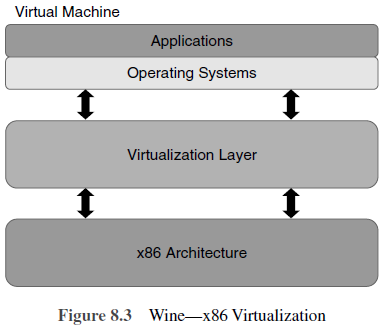 Virtual Machine
Applications
Operating Systems
Virtualization Layer
x86 Architecture
Figure 8.3 Wine—x86 Virtualization